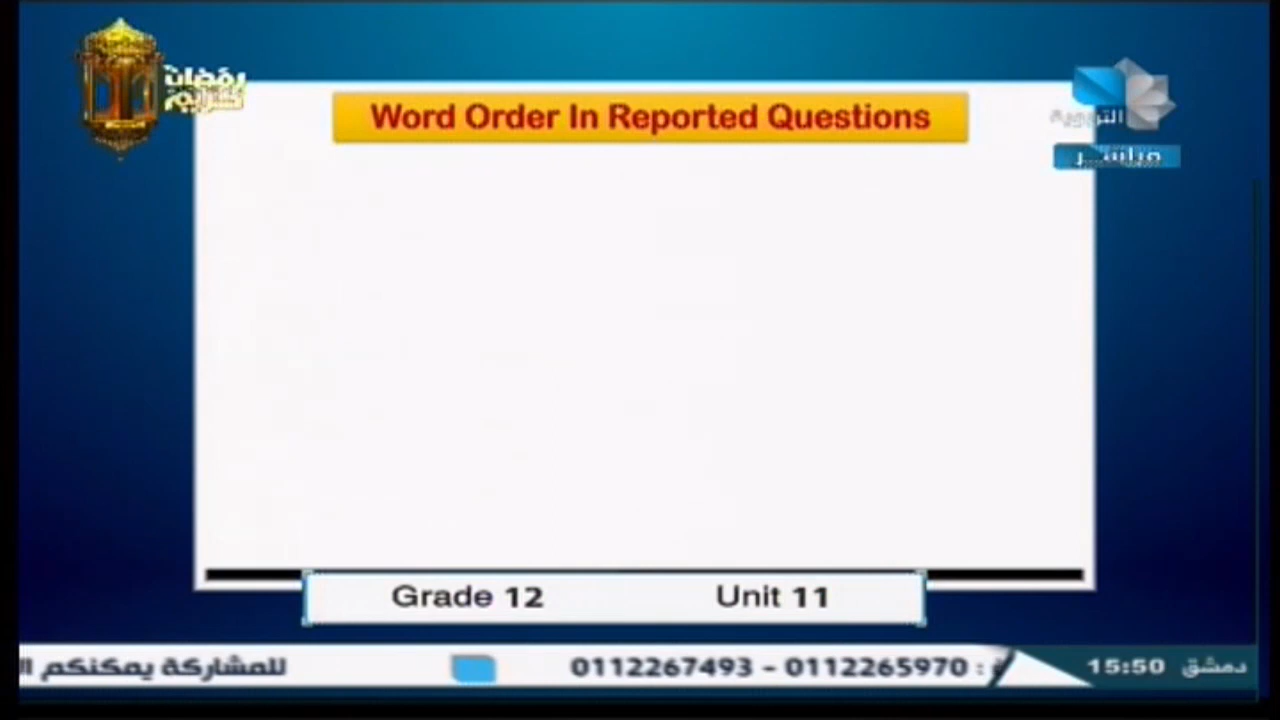 رمضان
كريم
Word Order In Reported Questions
التربوية
مباشر
Grade 12 Unit 11
للمشاركة يمكنكم
0112267493 - 0112265970 :
دمشق 15:50